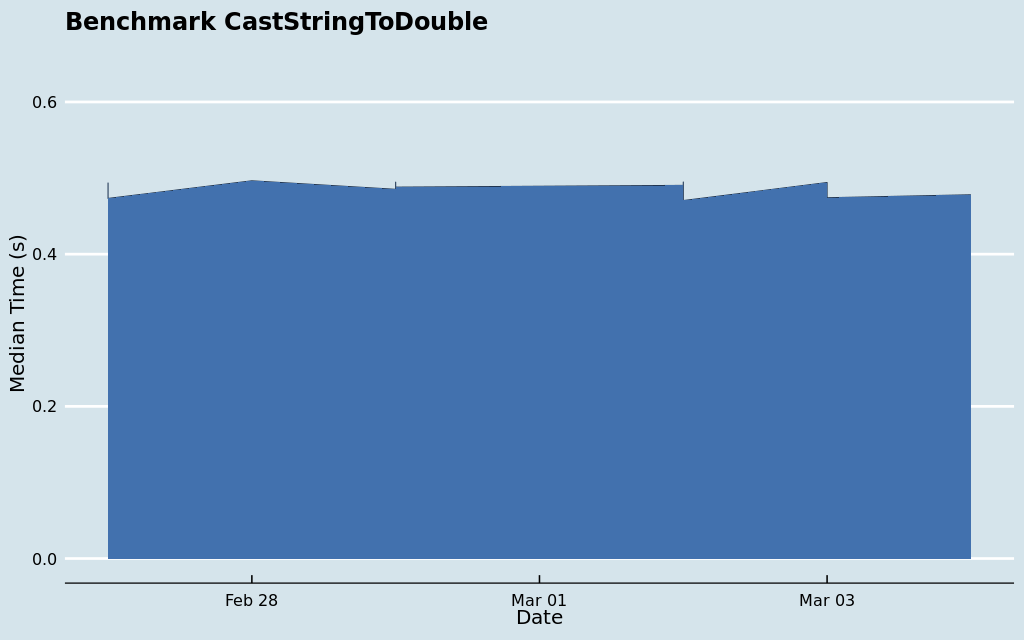 Benchmark CastStringToDouble
0.6
0.4
0.2
0.0
Median Time (s)
Feb 28
Mar 01
Mar 03
Date